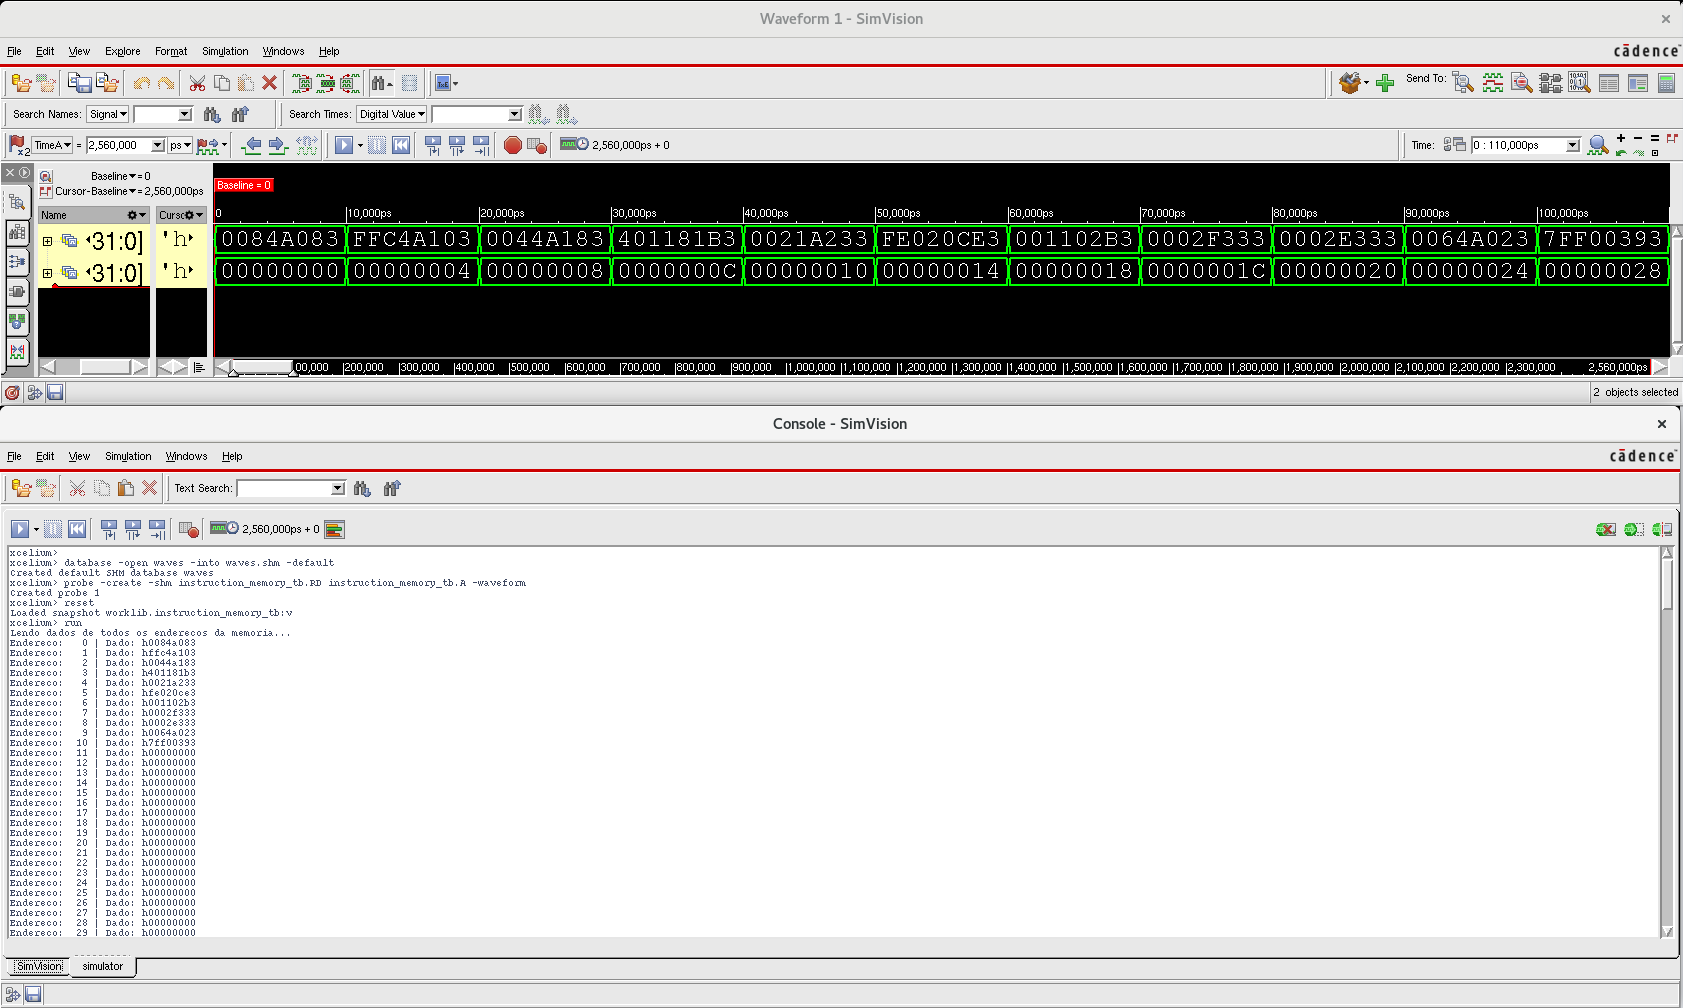 Waveform 1 - SimVision
File Edit View Explore Format Simulation Windows Help
cādence
Send To:
Search Names: Signal
Search Times: Digital Value
TimeA = 2,560,000 ps
2,560,000ps + 0
Time: 0 : 110,000ps
Baseline = 0
Cursor-Baseline = 2,560,000ps
Baseline = 0
Name
Curso
0 10,000ps 20,000ps 30,000ps 40,000ps 50,000ps 60,000ps 70,000ps 80,000ps 90,000ps 100,000ps
31:0] 'h 0084A083 FFC4A103 0044A183 401181B3 0021A233 FE020CE3 001102B3 0002F333 0002E333 0064A023 7FF00393
31:0] 'h 00000000 00000004 00000008 0000000C 00000010 00000014 00000018 0000001C 00000020 00000024 00000028
00,000 200,000 300,000 400,000 500,000 600,000 700,000 800,000 900,000 1,000,000 1,100,000 1,200,000 1,300,000 1,400,000 1,500,000 1,600,000 1,700,000 1,800,000 1,900,000 2,000,000 2,100,000 2,200,000 2,300,000 2,560,000ps
2 objects selected
Console - SimVision
File Edit View Simulation Windows Help
cādence
Text Search:
2,560,000ps + 0
xcelium>
xcelium> database -open waves -into waves.shm -default
Created default SHM database waves
xcelium> probe -create -shm instruction_memory_tb.RD instruction_memory_tb.A -waveform
Created probe 1
xcelium> reset
Loaded snapshot worklib.instruction_memory_tb:v
xcelium> run
Lendo dados de todos os enderecos da memoria...
Endereco: 0 | Dado: h0084a083
Endereco: 1 | Dado: hffc4a103
Endereco: 2 | Dado: h0044a183
Endereco: 3 | Dado: h401181b3
Endereco: 4 | Dado: h0021a233
Endereco: 5 | Dado: hfe020ce3
Endereco: 6 | Dado: h001102b3
Endereco: 7 | Dado: h0002f333
Endereco: 8 | Dado: h0002e333
Endereco: 9 | Dado: h0064a023
Endereco: 10 | Dado: h7ff00393
Endereco: 11 | Dado: h00000000
Endereco: 12 | Dado: h00000000
Endereco: 13 | Dado: h00000000
Endereco: 14 | Dado: h00000000
Endereco: 15 | Dado: h00000000
Endereco: 16 | Dado: h00000000
Endereco: 17 | Dado: h00000000
Endereco: 18 | Dado: h00000000
Endereco: 19 | Dado: h00000000
Endereco: 20 | Dado: h00000000
Endereco: 21 | Dado: h00000000
Endereco: 22 | Dado: h00000000
Endereco: 23 | Dado: h00000000
Endereco: 24 | Dado: h00000000
Endereco: 25 | Dado: h00000000
Endereco: 26 | Dado: h00000000
Endereco: 27 | Dado: h00000000
Endereco: 28 | Dado: h00000000
Endereco: 29 | Dado: h00000000
SimVision simulator